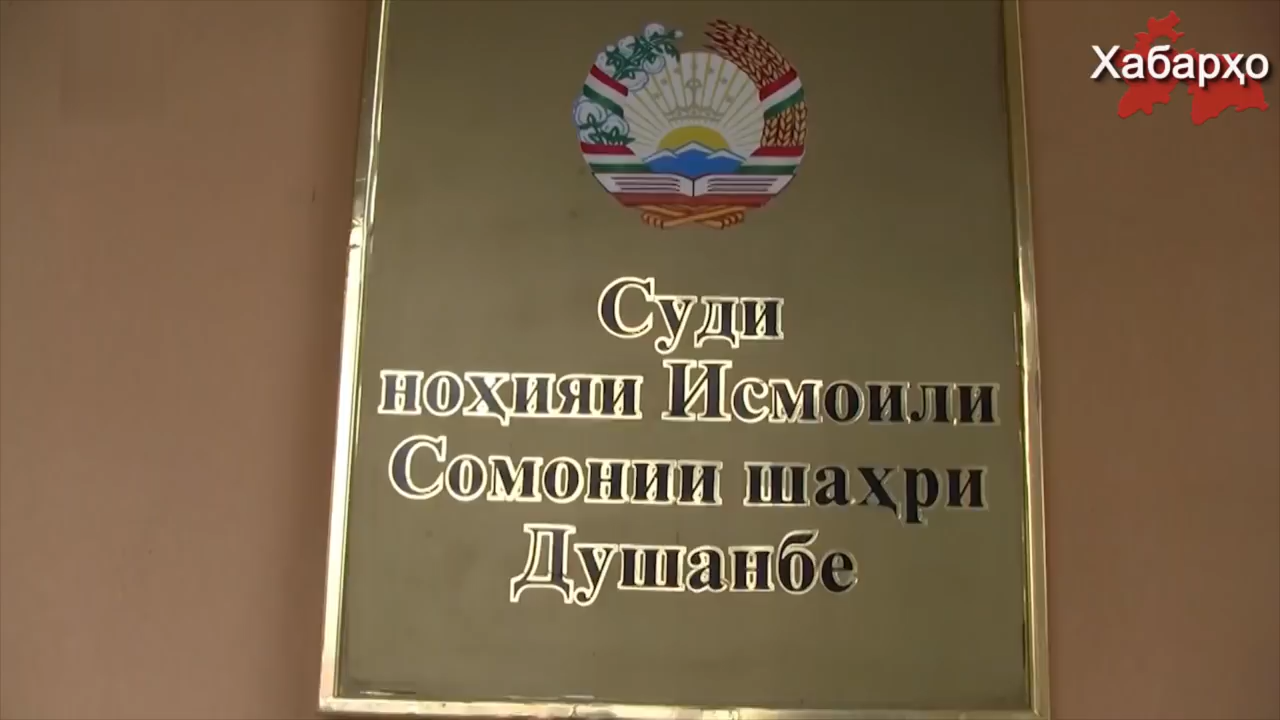 Хабарҳо
Суди
ноҳияи Исмоили
Сомонии шаҳри
Душанбе